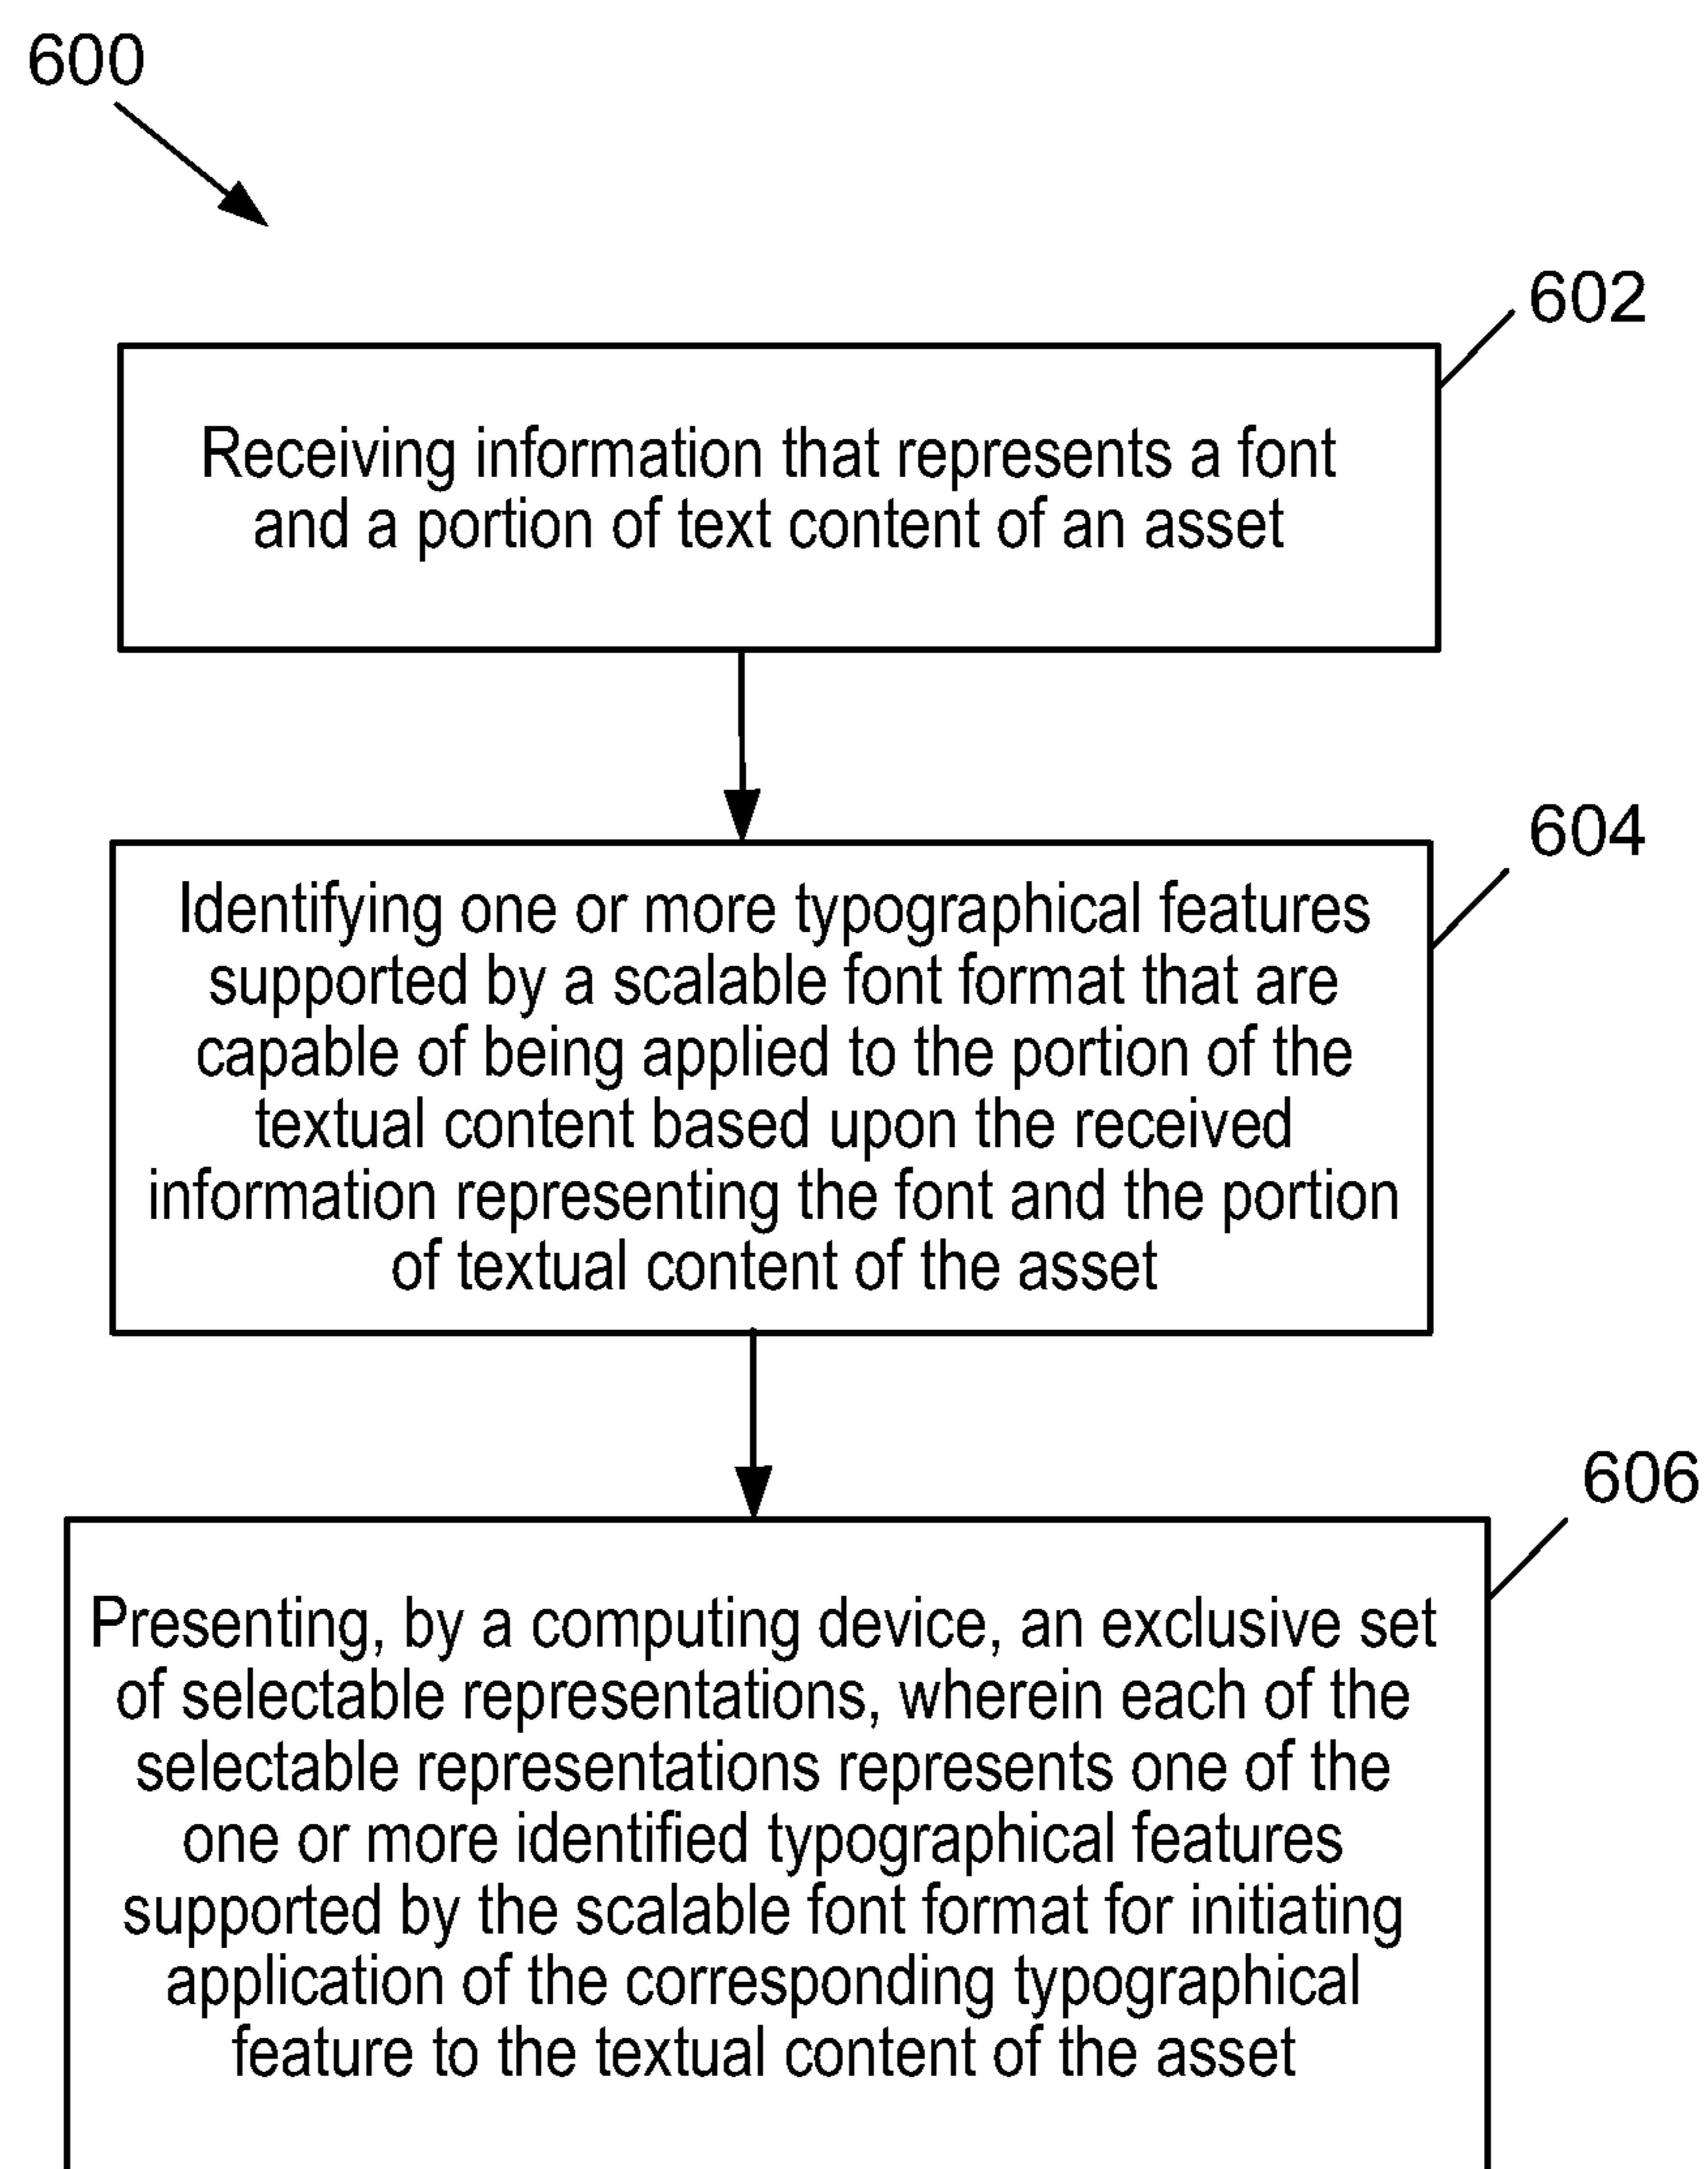 600
602
Receiving information that represents a font
and a portion of text content of an asset
604
Identifying one or more typographical features
supported by a scalable font format that are
capable of being applied to the portion of the
textual content based upon the received
information representing the font and the portion
of textual content of the asset
606
Presenting, by a computing device, an exclusive set
of selectable representations, wherein each of the
selectable representations represents one of the
one or more identified typographical features
supported by the scalable font format for initiating
application of the corresponding typographical
feature to the textual content of the asset